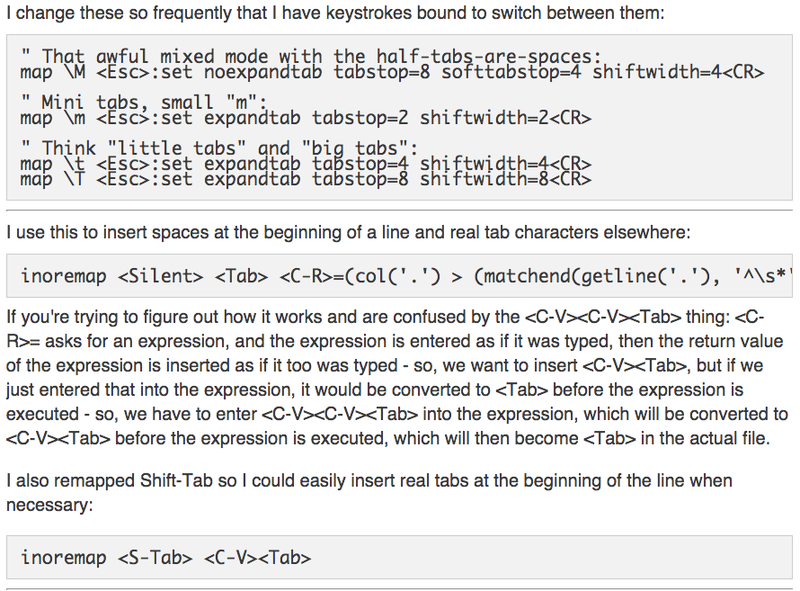 I change these so frequently that I have keystrokes bound to switch between them:
" That awful mixed mode with the half-tabs-are-spaces:
map \M <Esc>:set noexpandtab tabstop=8 softtabstop=4 shiftwidth=4<CR>
" Mini tabs, small "m":
map \m <Esc>:set expandtab tabstop=2 shiftwidth=2<CR>
" Think "little tabs" and "big tabs":
map \t <Esc>:set expandtab tabstop=4 shiftwidth=4<CR>
map \T <Esc>:set expandtab tabstop=8 shiftwidth=8<CR>
I use this to insert spaces at the beginning of a line and real tab characters elsewhere:
inoremap <Silent> <Tab> <C-R>=(col('.') > (matchend(getline('.'), '^\s*'
If you're trying to figure out how it works and are confused by the <C-V><C-V><Tab> thing: <C-
R>= asks for an expression, and the expression is entered as if it was typed, then the return value
of the expression is inserted as if it too was typed - so, we want to insert <C-V><Tab>, but if we
just entered that into the expression, it would be converted to <Tab> before the expression is
executed - so, we have to enter <C-V><C-V><Tab> into the expression, which will be converted to
<C-V><Tab> before the expression is executed, which will then become <Tab> in the actual file.
I also remapped Shift-Tab so I could easily insert real tabs at the beginning of the line when
necessary:
inoremap <S-Tab> <C-V><Tab>